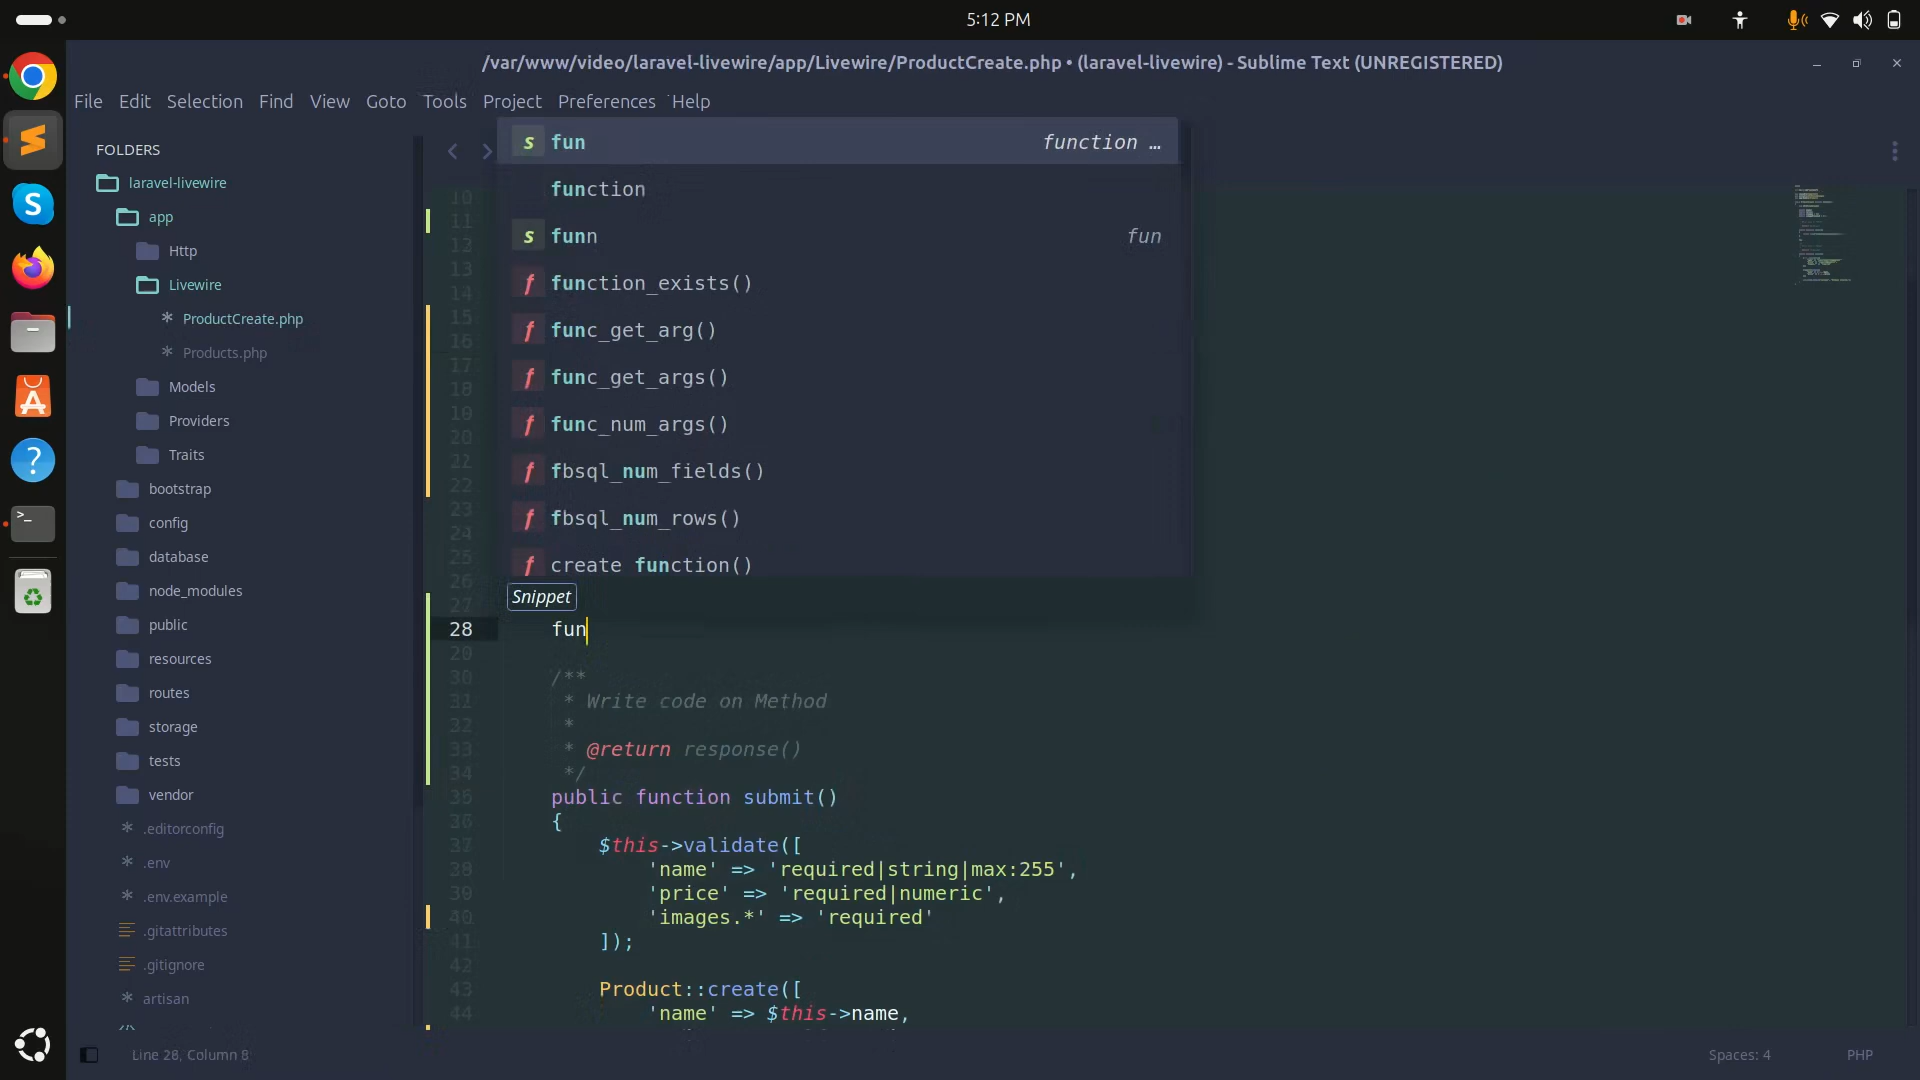 5:12 PM
/var/www/video/laravel-livewire/app/Livewire/ProductCreate.php • (laravel-livewire) - Sublime Text (UNREGISTERED)
File Edit Selection Find View Goto Tools Project Preferences Help
FOLDERS
laravel-livewire
app
Http
Livewire
ProductCreate.php
Products.php
Models
Providers
Traits
bootstrap
config
database
node_modules
public
resources
routes
storage
tests
vendor
.editorconfig
.env
.env.example
.gitattributes
.gitignore
artisan
fun function …
function
funn fun
function_exists()
func_get_arg()
func_get_args()
func_num_args()
fbsql_num_fields()
fbsql_num_rows()
create function()
Snippet
28 fun
/**
* Write code on Method
*
* @return response()
*/
public function submit()
{
$this->validate([
'name' => 'required|string|max:255',
'price' => 'required|numeric',
'images.*' => 'required'
]);
Product::create([
'name' => $this->name,
Line 28, Column 8
Spaces: 4
PHP